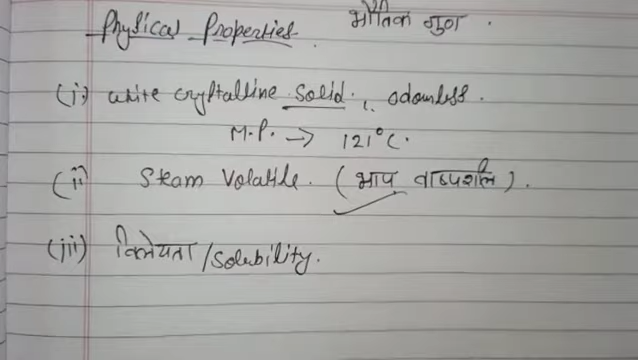 Physical Properties. भौतिक गुण .
(i) white crystalline solid., odourless.
M.P. → 121°C.
(ii) Steam Volatile. (भाप वाष्पशील).
(iii) विलेयता/Solubility.